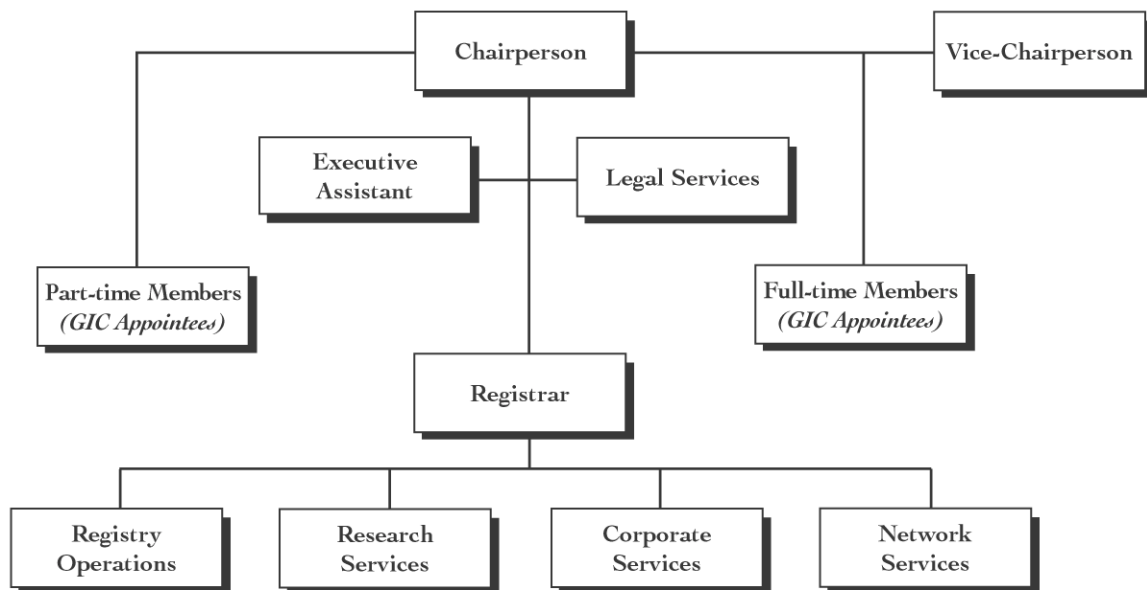 Chairperson
Vice-Chairperson
Executive
Assistant
Legal Services
Part-time Members
(GIC Appointees)
Full-time Members
(GIC Appointees)
Registrar
Registry
Operations
Research
Services
Corporate
Services
Network
Services